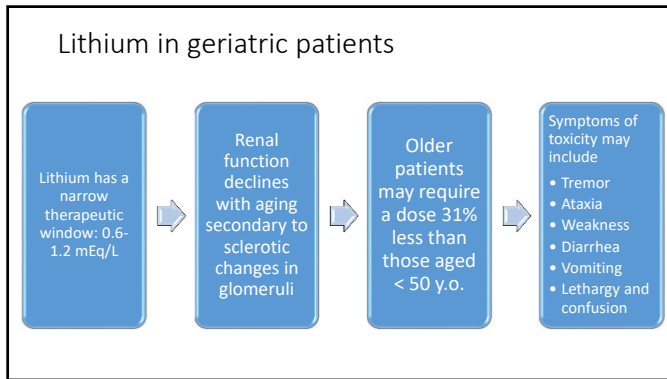 Lithium in geriatric patients
Lithium has a
narrow
therapeutic
window: 0.6-
1.2 mEq/L
Renal
function
declines
with aging
secondary to
sclerotic
changes in
glomeruli
Older
patients
may require
a dose 31%
less than
those aged
< 50 y.o.
Symptoms of
toxicity may
include
• Tremor
• Ataxia
• Weakness
• Diarrhea
• Vomiting
• Lethargy and
confusion